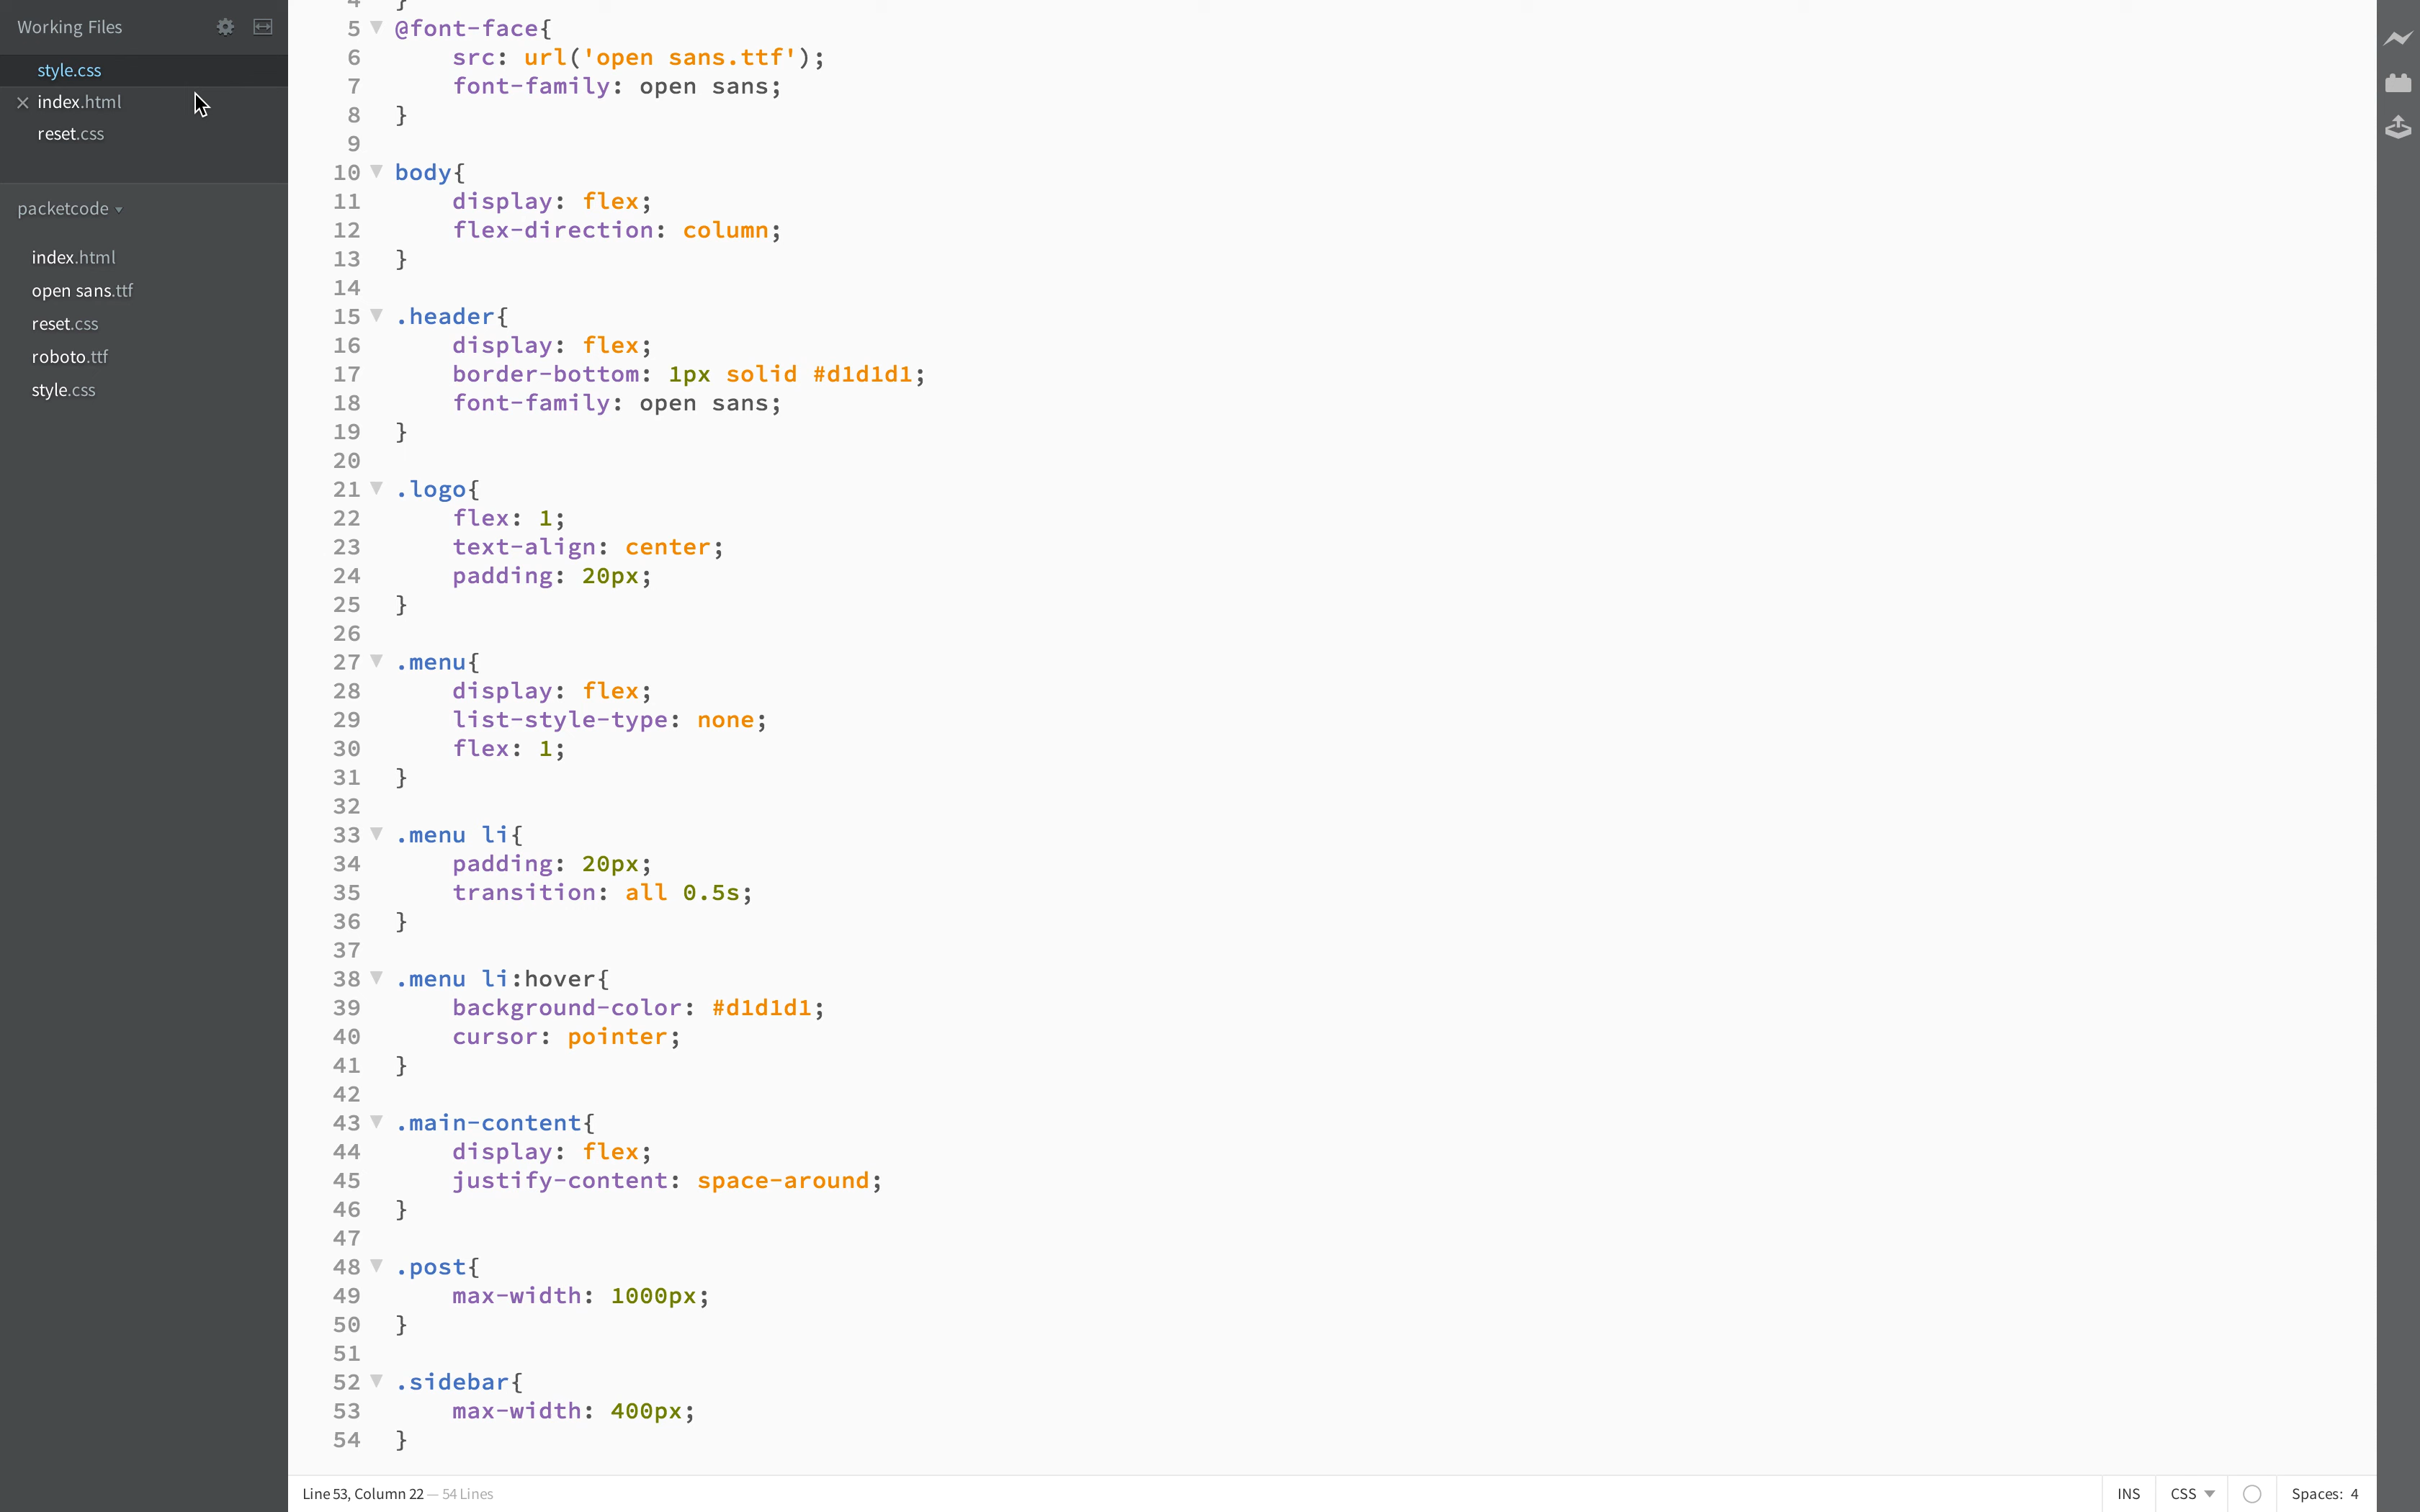 Working Files
style.css
index.html
reset.css
packetcode
index.html
open sans.ttf
reset.css
roboto.ttf
style.css
4 }
5 @font-face{
6 src: url('open sans.ttf');
7 font-family: open sans;
8 }
9
10 body{
11 display: flex;
12 flex-direction: column;
13 }
14
15 .header{
16 display: flex;
17 border-bottom: 1px solid #d1d1d1;
18 font-family: open sans;
19 }
20
21 .logo{
22 flex: 1;
23 text-align: center;
24 padding: 20px;
25 }
26
27 .menu{
28 display: flex;
29 list-style-type: none;
30 flex: 1;
31 }
32
33 .menu li{
34 padding: 20px;
35 transition: all 0.5s;
36 }
37
38 .menu li:hover{
39 background-color: #d1d1d1;
40 cursor: pointer;
41 }
42
43 .main-content{
44 display: flex;
45 justify-content: space-around;
46 }
47
48 .post{
49 max-width: 1000px;
50 }
51
52 .sidebar{
53 max-width: 400px;
54 }
Line 53, Column 22 — 54 Lines
INS CSS Spaces: 4